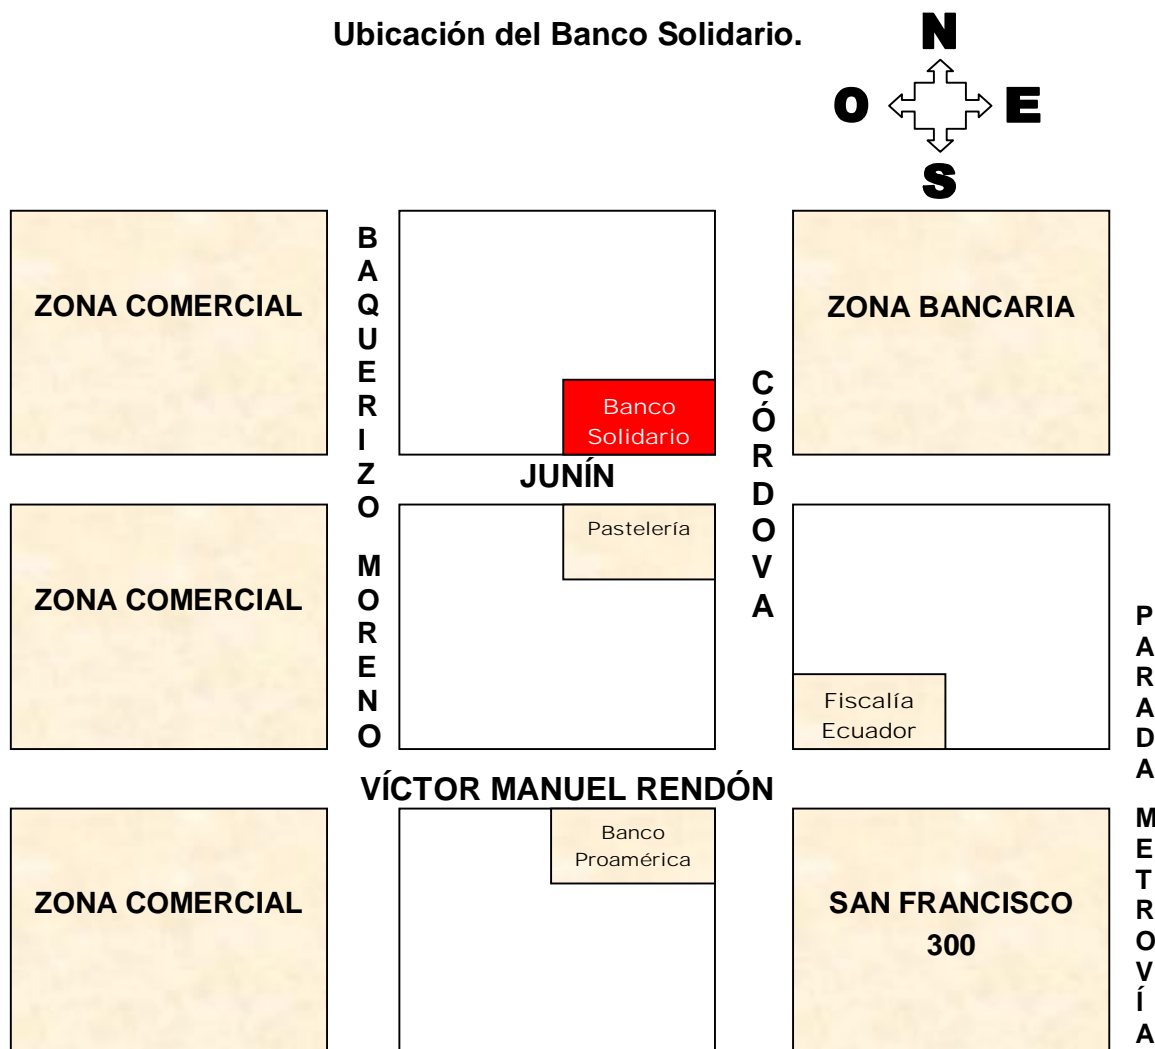 Ubicación del Banco Solidario.
N
O E
S
ZONA COMERCIAL
BAQUERIZO MORENO
ZONA BANCARIA
Banco
Solidario
CÓRDOVA
JUNÍN
Pastelería
ZONA COMERCIAL
Fiscalía
Ecuador
PARADA METROVÍA
VÍCTOR MANUEL RENDÓN
Banco
Proamérica
ZONA COMERCIAL
SAN FRANCISCO
300